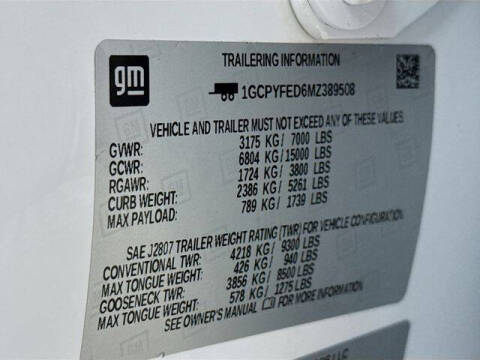 gm
TRAILERING INFORMATION
1GCPYFED6MZ389508
VEHICLE AND TRAILER MUST NOT EXCEED ANY OF THESE VALUES
GVWR: 3175 KG/ 7000 LBS
GCWR: 6804 KG/ 15000 LBS
RGAWR: 1724 KG/ 3800 LBS
CURB WEIGHT: 2386 KG/ 5261 LBS
MAX PAYLOAD: 789 KG/ 1739 LBS
SAE J2807 TRAILER WEIGHT RATING (TWR) FOR VEHICLE CONFIGURATION
CONVENTIONAL TWR: 4218 KG/ 9300 LBS
MAX TONGUE WEIGHT: 426 KG/ 940 LBS
GOOSENECK TWR: 3856 KG/ 8500 LBS
MAX TONGUE WEIGHT: 578 KG/ 1275 LBS
SEE OWNER'S MANUAL FOR MORE INFORMATION